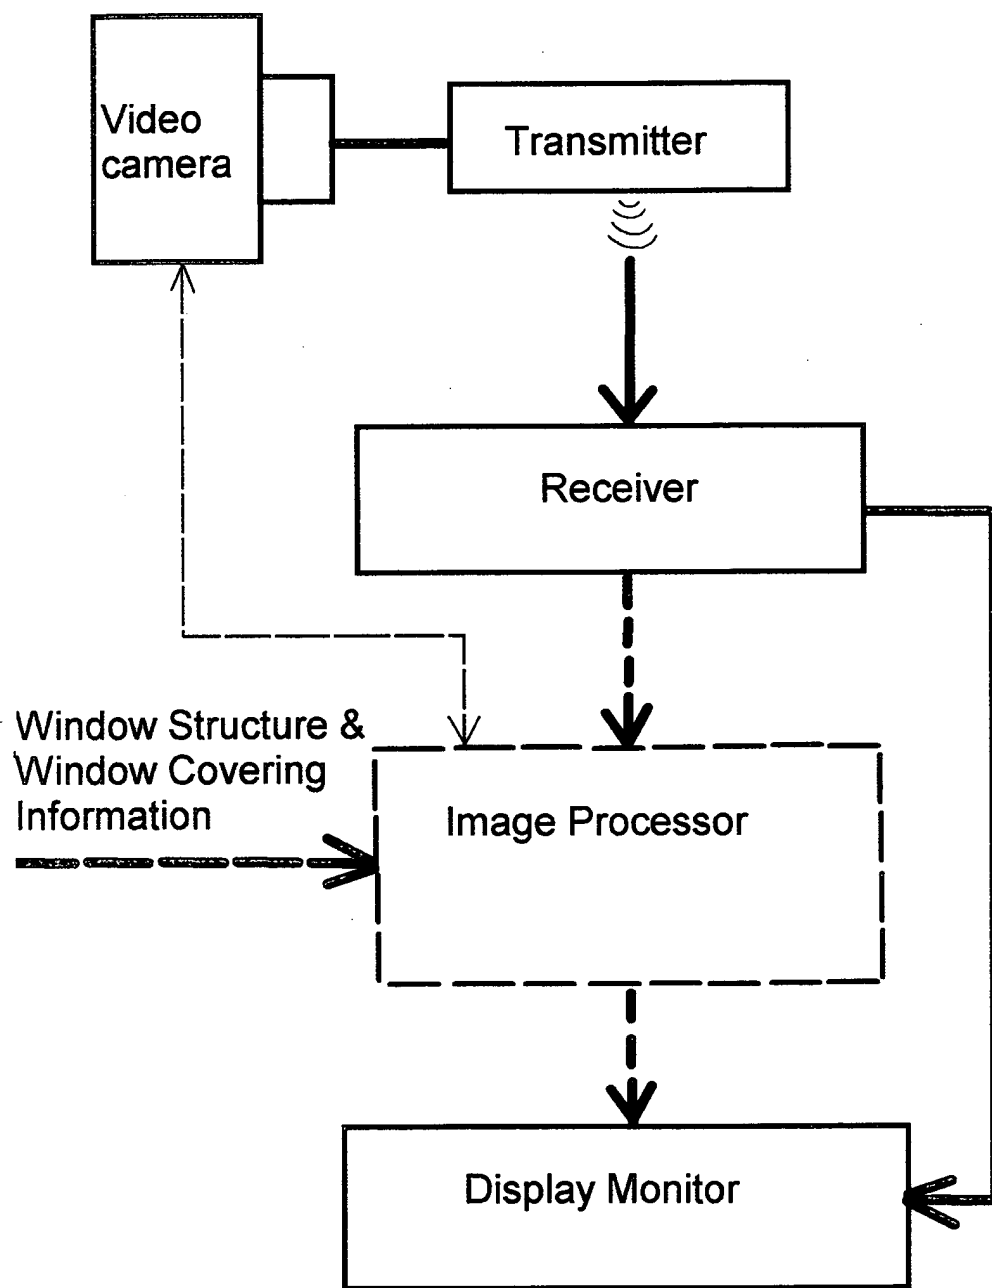 Video
camera
Transmitter
Receiver
Window Structure &
Window Covering
Information
Image Processor
Display Monitor